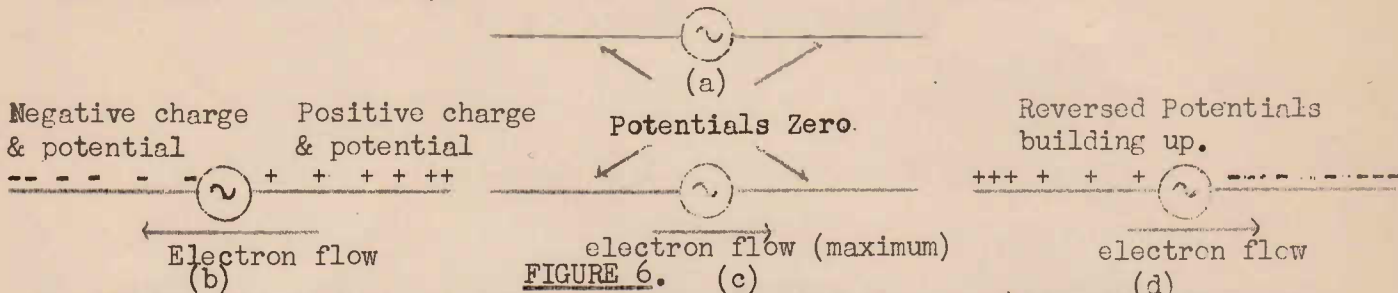 (a)
Negative charge
& potential
Positive charge
& potential
Potentials Zero.
Reversed Potentials
building up.
-- - - - - + + + + ++
+++ + + +
Electron flow
(b)
electron flow (maximum)
FIGURE 6. (c)
electron flow
(d)